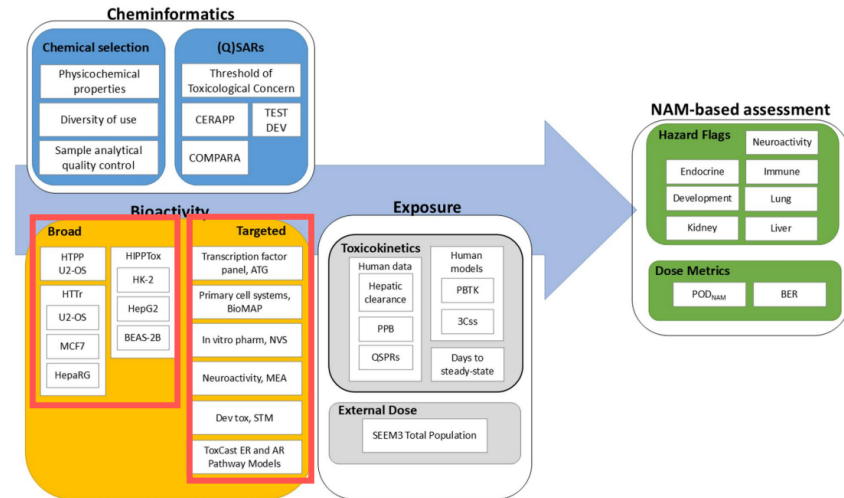 Cheminformatics
Chemical selection
Physicochemical
properties
Diversity of use
Sample analytical
quality control
(Q)SARs
Threshold of
Toxicological Concern
CERAPP
TEST
DEV
COMPARA
Bioactivity
Broad
HTPP
U2-OS
HTTr
U2-OS
MCF7
HepaRG
HIPPTox
HK-2
HepG2
BEAS-2B
Targeted
Transcription factor
panel, ATG
Primary cell systems,
BioMAP
In vitro pharm, NVS
Neuroactivity, MEA
Dev tox, STM
ToxCast ER and AR
Pathway Models
Exposure
Toxicokinetics
Human data
Hepatic
clearance
PPB
QSPRs
Human
models
PBTK
3Css
Days to
steady-state
External Dose
SEEM3 Total Population
NAM-based assessment
Hazard Flags
Neuroactivity
Endocrine
Immune
Development
Lung
Kidney
Liver
Dose Metrics
POD<sub>NAM</sub>
BER